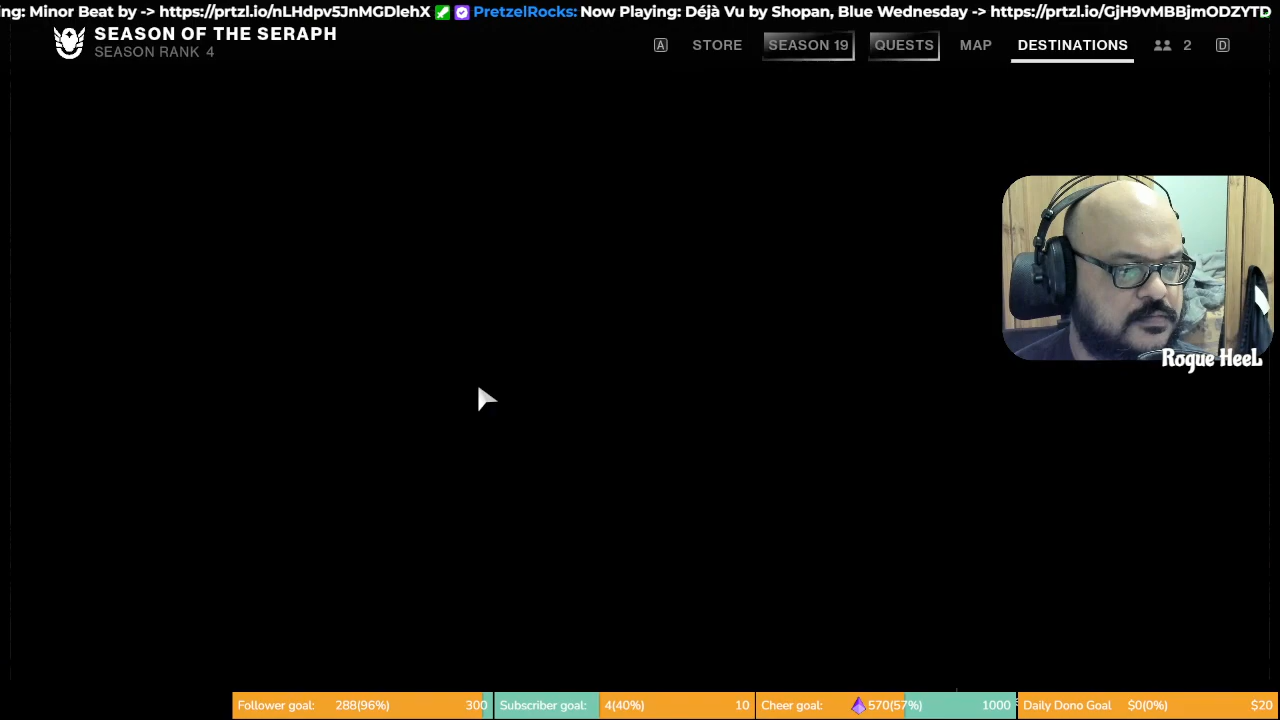 ng: Minor Beat by -> https://prtzl.io/nLHdpv5JnMGDlehX PretzelRocks: Now Playing: Déjà Vu by Shopan, Blue Wednesday -> https://prtzl.io/GjH9vMBBjmODZYTD
SEASON OF THE SERAPH
SEASON RANK 4
A STORE SEASON 19 QUESTS MAP DESTINATIONS 2 D
Rogue Heel
Follower goal: 288(96%) 300 Subscriber goal: 4(40%) 10 Cheer goal: 570(57%) 1000 Daily Dono Goal $0(0%) $20